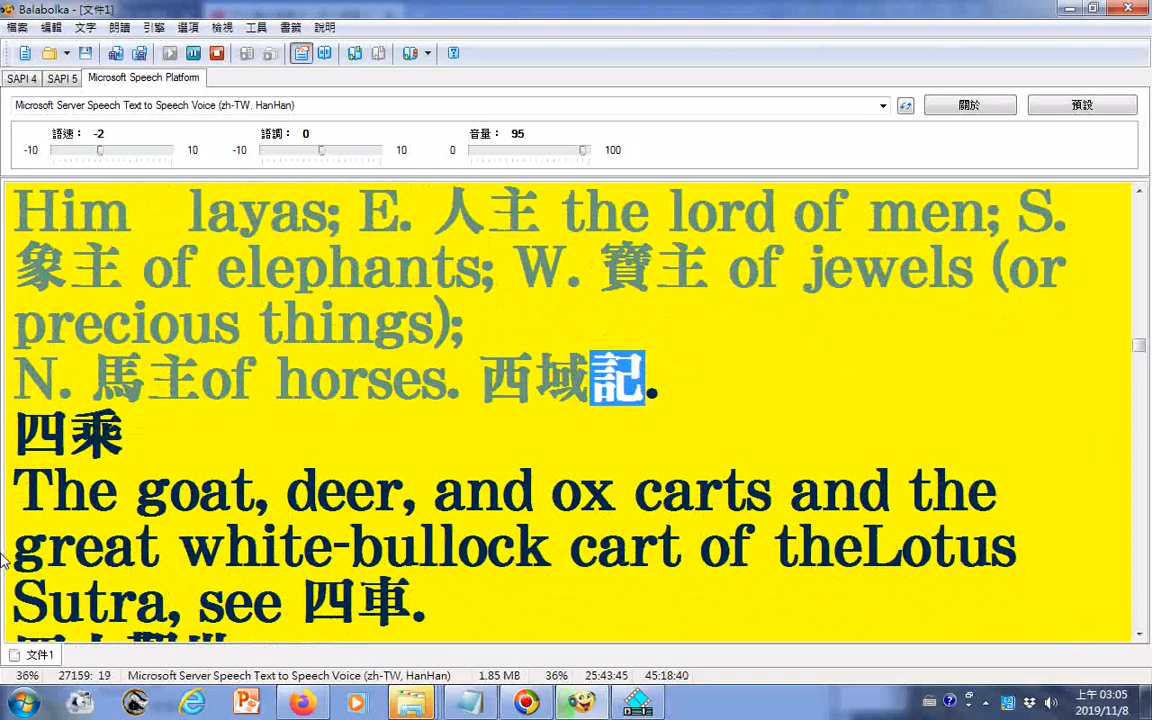 Balabolka - [文件1]
檔案 編輯 文字 朗讀 引擎 選項 檢視 工具 書籤 說明
SAPI 4 SAPI 5 Microsoft Speech Platform
Microsoft Server Speech Text to Speech Voice (zh-TW, HanHan) 關於 預設
語速： -2 語調： 0 音量： 95
-10 10 -10 10 0 100
Him layas; E. 人主 the lord of men; S.
象主 of elephants; W. 寶主 of jewels (or
precious things);
N. 馬主of horses. 西域記.
四乘
The goat, deer, and ox carts and the
great white-bullock cart of theLotus
Sutra, see 四車.
文件1
36% 27159: 19 Microsoft Server Speech Text to Speech Voice (zh-TW, HanHan) 1.85 MB 36% 25:43:45 45:18:40
上午 03:05
2019/11/8